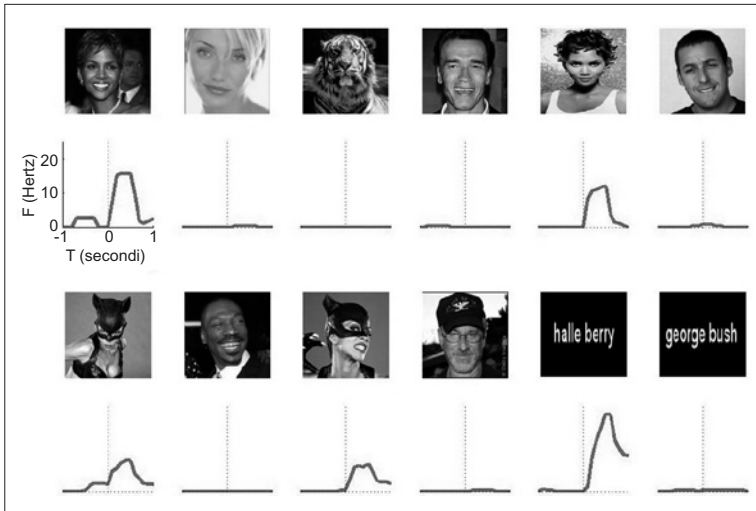 20
10
0
-1 0 1
F (Hertz)
T (secondi)
halle berry
george bush